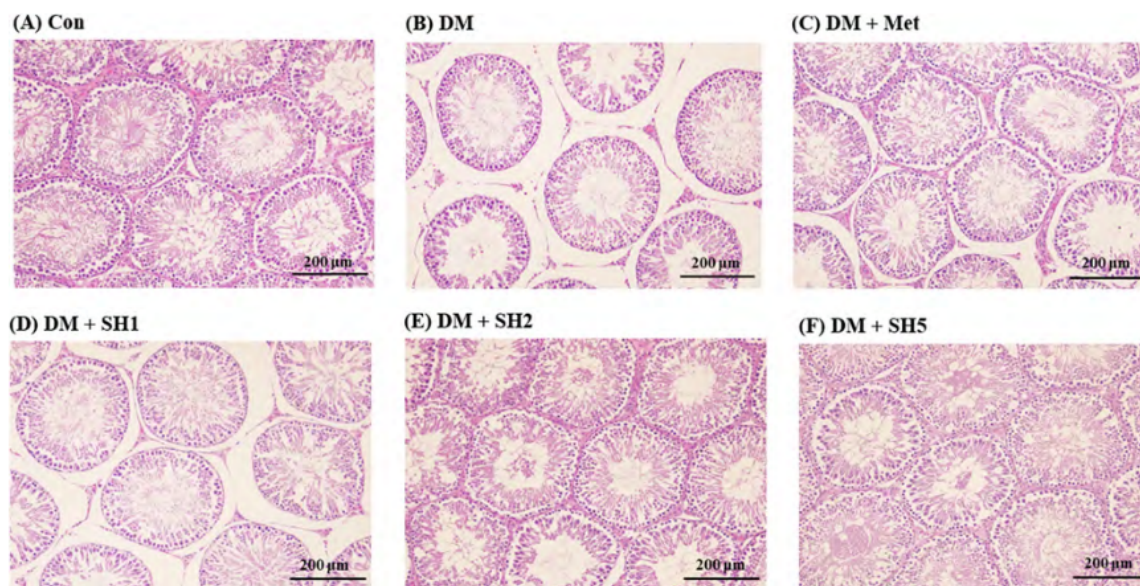 (A) Con
(B) DM
(C) DM + Met
200 µm
200 µm
200 µm
(D) DM + SH1
(E) DM + SH2
(F) DM + SH5
200 µm
200 µm
200 µm